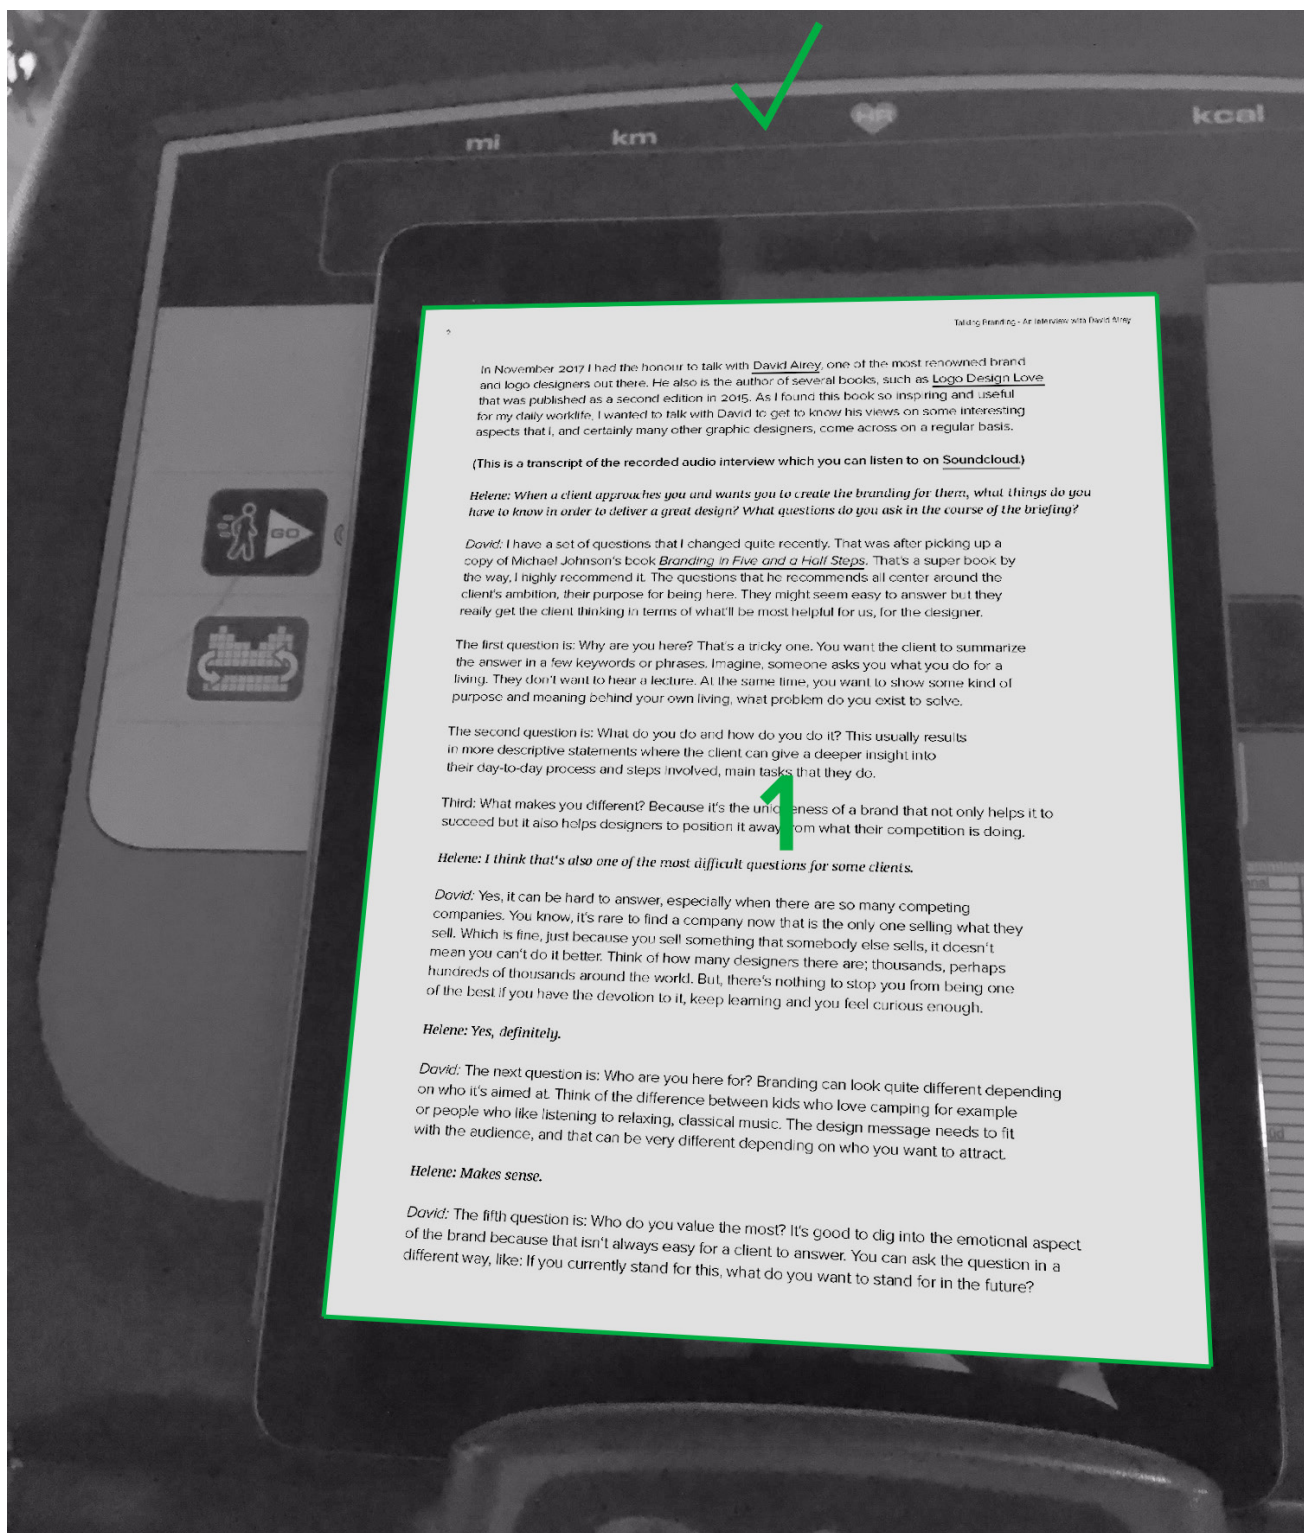 mi km HR kcal
Talking Branding - An Interview with David Airey
In November 2017 I had the honour to talk with David Airey, one of the most renowned brand
and logo designers out there. He also is the author of several books, such as Logo Design Love
that was published as a second edition in 2015. As I found this book so inspiring and useful
for my daily worklife, I wanted to talk with David to get to know his views on some interesting
aspects that I, and certainly many other graphic designers, come across on a regular basis.
(This is a transcript of the recorded audio interview which you can listen to on Soundcloud.)
Helene: When a client approaches you and wants you to create the branding for them, what things do you
have to know in order to deliver a great design? What questions do you ask in the course of the briefing?
David: I have a set of questions that I changed quite recently. That was after picking up a
copy of Michael Johnson's book Branding in Five and a Half Steps. That's a super book by
the way, I highly recommend it. The questions that he recommends all center around the
client's ambition, their purpose for being here. They might seem easy to answer but they
really get the client thinking in terms of what'll be most helpful for us, for the designer.
The first question is: Why are you here? That's a tricky one. You want the client to summarize
the answer in a few keywords or phrases. Imagine, someone asks you what you do for a
living. They don't want to hear a lecture. At the same time, you want to show some kind of
purpose and meaning behind your own living, what problem do you exist to solve.
The second question is: What do you do and how do you do it? This usually results
in more descriptive statements where the client can give a deeper insight into
their day-to-day process and steps involved, main tasks that they do.
Third: What makes you different? Because it's the uniqueness of a brand that not only helps it to
succeed but it also helps designers to position it away from what their competition is doing.
1
Helene: I think that's also one of the most difficult questions for some clients.
David: Yes, it can be hard to answer, especially when there are so many competing
companies. You know, it's rare to find a company now that is the only one selling what they
sell. Which is fine, just because you sell something that somebody else sells, it doesn't
mean you can't do it better. Think of how many designers there are; thousands, perhaps
hundreds of thousands around the world. But, there's nothing to stop you from being one
of the best if you have the devotion to it, keep learning and you feel curious enough.
Helene: Yes, definitely.
David: The next question is: Who are you here for? Branding can look quite different depending
on who it's aimed at. Think of the difference between kids who love camping for example
or people who like listening to relaxing, classical music. The design message needs to fit
with the audience, and that can be very different depending on who you want to attract.
Helene: Makes sense.
David: The fifth question is: Who do you value the most? It's good to dig into the emotional aspect
of the brand because that isn't always easy for a client to answer. You can ask the question in a
different way, like: If you currently stand for this, what do you want to stand for in the future?
GO